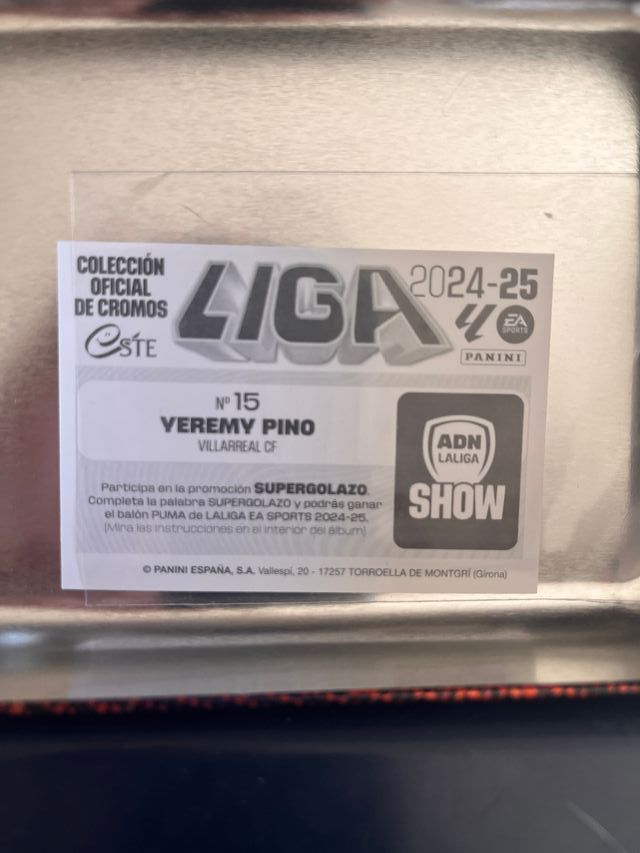 COLECCIÓN
OFICIAL
DE CROMOS
este
LIGA
2024-25
EA
SPORTS
PANINI
Nº 15
YEREMY PINO
VILLARREAL CF
ADN
LALIGA
SHOW
Participa en la promoción SUPERGOLAZO.
Completa la palabra SUPERGOLAZO y podrás ganar
el balón PUMA de LALIGA EA SPORTS 2024-25.
(Mira las instrucciones en el interior del álbum)
© PANINI ESPAÑA, S.A. Vallespí, 20 - 17257 TORROELLA DE MONTGRÍ (Girona)